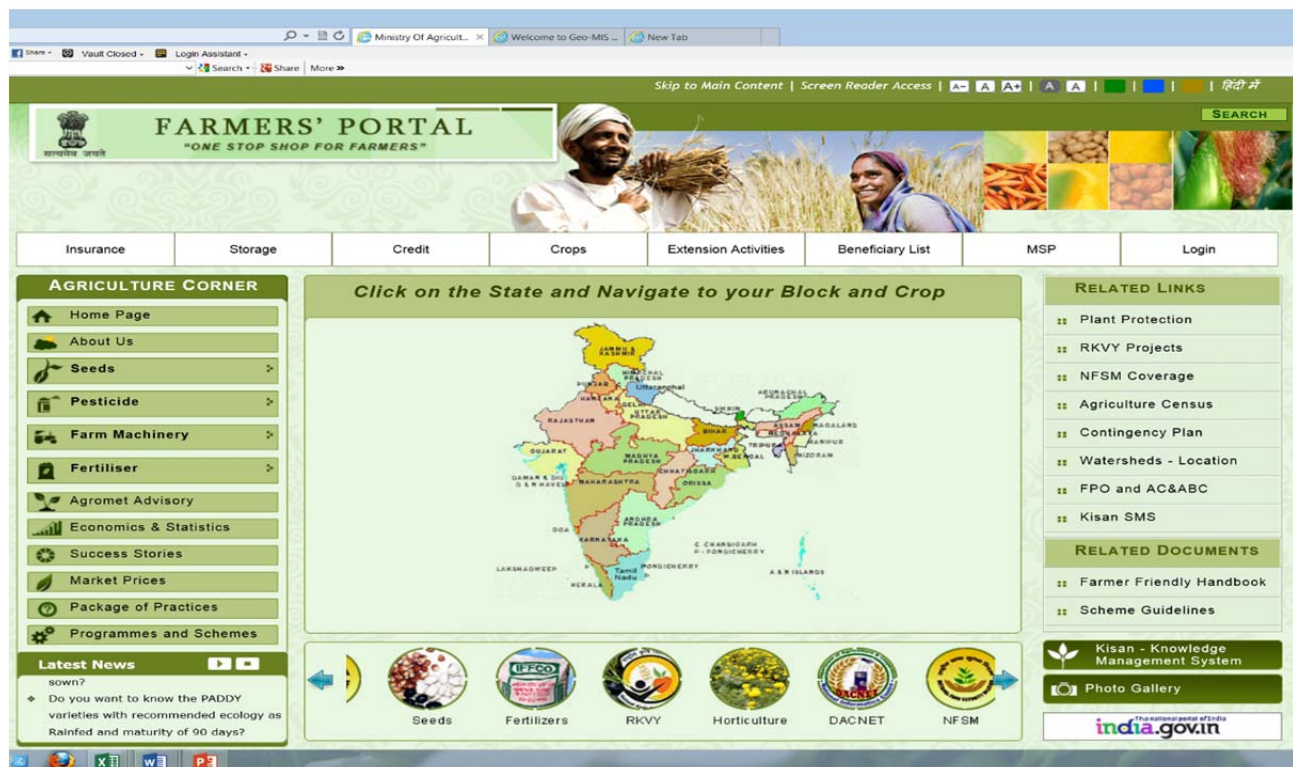 Ministry Of Agricult...
Welcome to Geo-MIS ...
New Tab
Share
Vault Closed
Login Assistant
Search
Share
More
Skip to Main Content | Screen Reader Access | A- A A+ | A A | हिंदी में
SEARCH
सत्यमेव जयते
FARMERS' PORTAL
"ONE STOP SHOP FOR FARMERS"
Insurance
Storage
Credit
Crops
Extension Activities
Beneficiary List
MSP
Login
AGRICULTURE CORNER
Home Page
About Us
Seeds
Pesticide
Farm Machinery
Fertiliser
Agromet Advisory
Economics & Statistics
Success Stories
Market Prices
Package of Practices
Programmes and Schemes
Latest News
sown?
Do you want to know the PADDY
varieties with recommended ecology as
Rainfed and maturity of 90 days?
Click on the State and Navigate to your Block and Crop
JAMMU &
KASHMIR
HIMACHAL
PRADESH
PUNJAB
Uttaranchal
HARYANA
DELHI
UTTAR
PRADESH
ARUNACHAL
PRADESH
RAJASTHAN
BIHAR
ASSAM
NAGALAND
MANIPUR
TRIPURA
MIZORAM
GUJARAT
MADHYA
PRADESH
JHARKHAND
W.BENGAL
CHHATISGARH
DAMAN & DIU
D & N HAVELI
MAHARASHTRA
ORISSA
ANDHRA
PRADESH
GOA
KARNATAKA
C CHANDIGARH
P - PONDICHERRY
LAKSHADWEEP
Tamil
Nadu
PONDICHERRY
KERALA
A & N ISLANDS
IFFCO
DACNET
Seeds
Fertilizers
RKVY
Horticulture
DACNET
NFSM
RELATED LINKS
Plant Protection
RKVY Projects
NFSM Coverage
Agriculture Census
Contingency Plan
Watersheds - Location
FPO and AC&ABC
Kisan SMS
RELATED DOCUMENTS
Farmer Friendly Handbook
Scheme Guidelines
Kisan - Knowledge
Management System
Photo Gallery
The national portal of India
india.gov.in